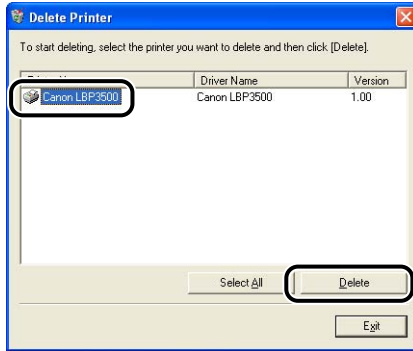 Delete Printer
To start deleting, select the printer you want to delete and then click [Delete].
Driver Name Version
Canon LBP3500 Canon LBP3500 1.00
Select All Delete
Exit